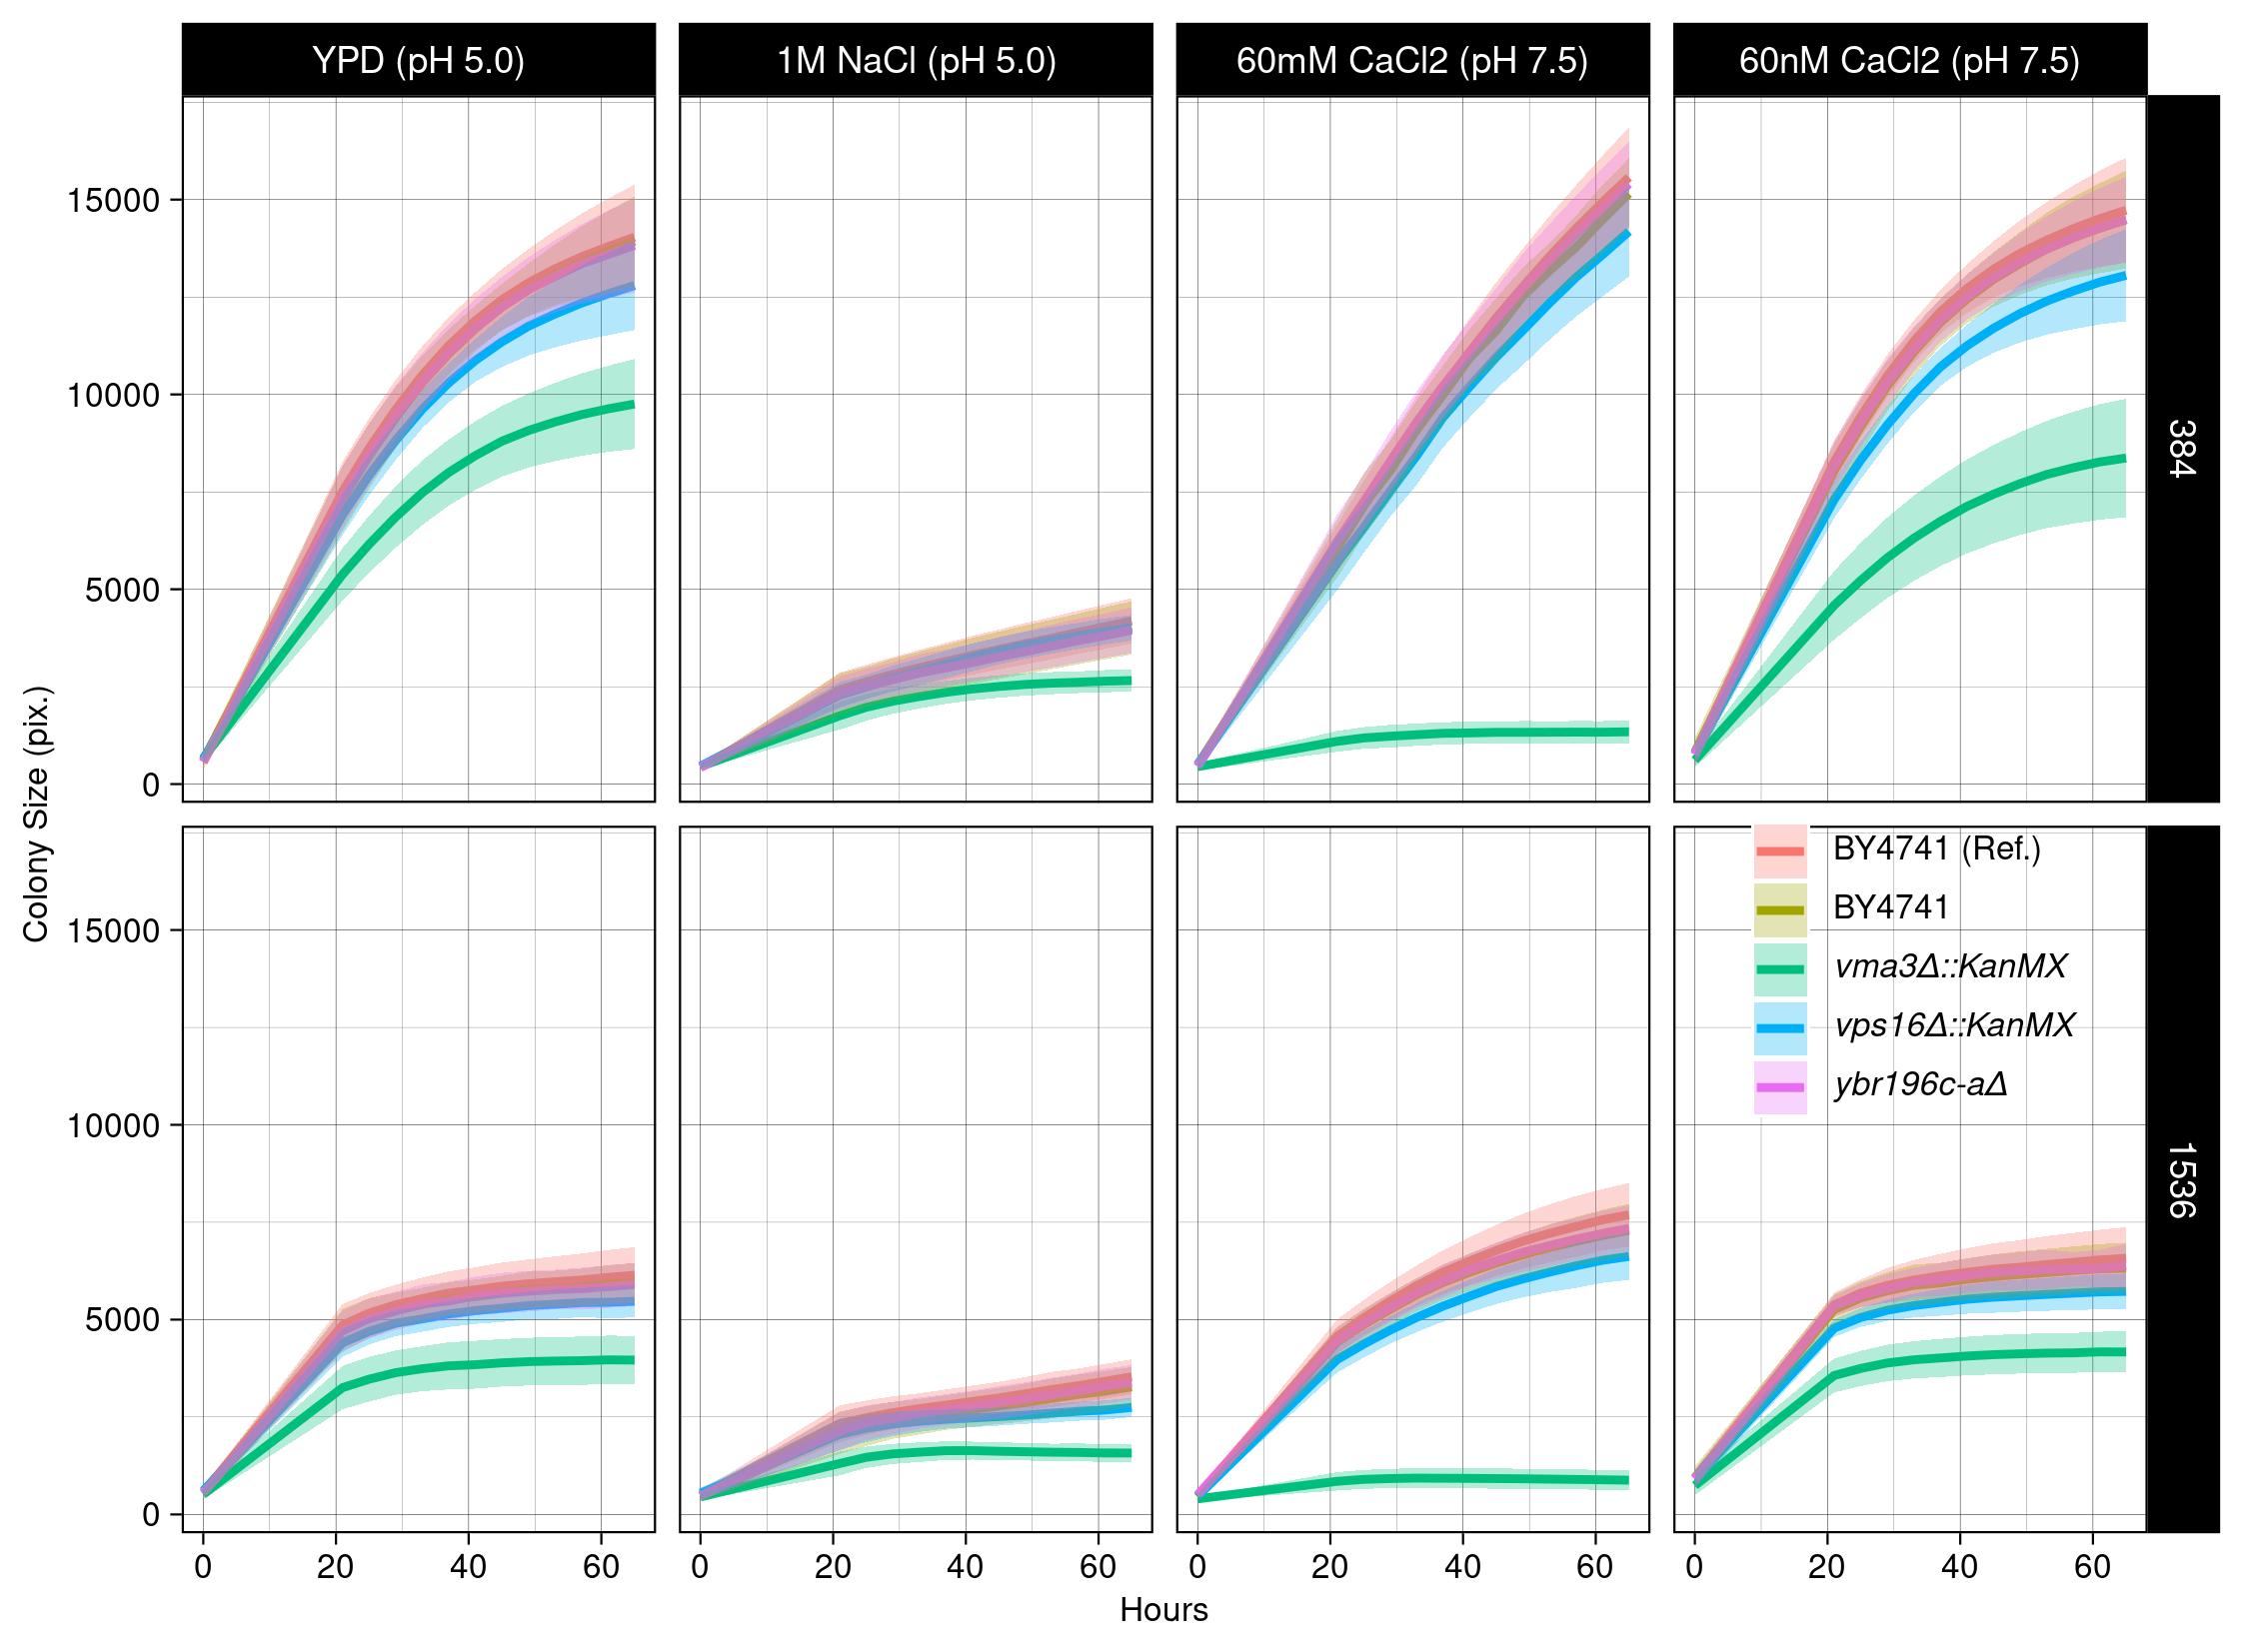 YPD (pH 5.0)
1M NaCl (pH 5.0)
60mM CaCl2 (pH 7.5)
60nM CaCl2 (pH 7.5)
15000
10000
5000
0
384
Colony Size (pix.)
BY4741 (Ref.)
BY4741
vma3Δ::KanMX
vps16Δ::KanMX
ybr196c-aΔ
15000
10000
5000
0
1536
0 20 40 60
0 20 40 60
0 20 40 60
0 20 40 60
Hours